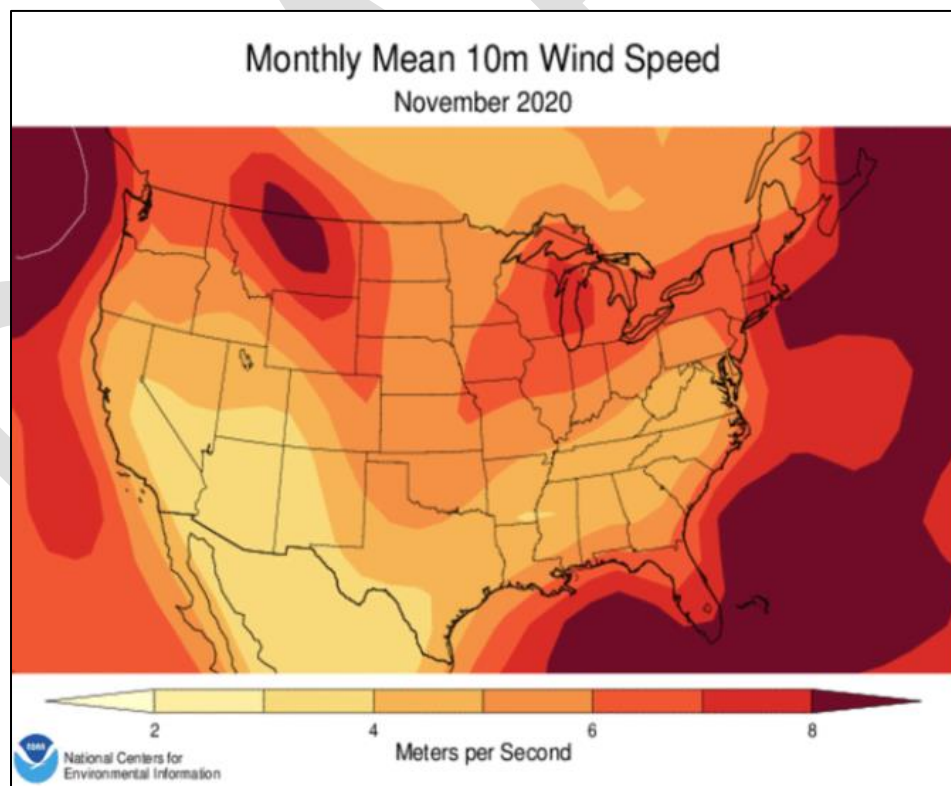 Monthly Mean 10m Wind Speed
November 2020
2 4 6 8
Meters per Second
NOAA
National Centers for
Environmental Information